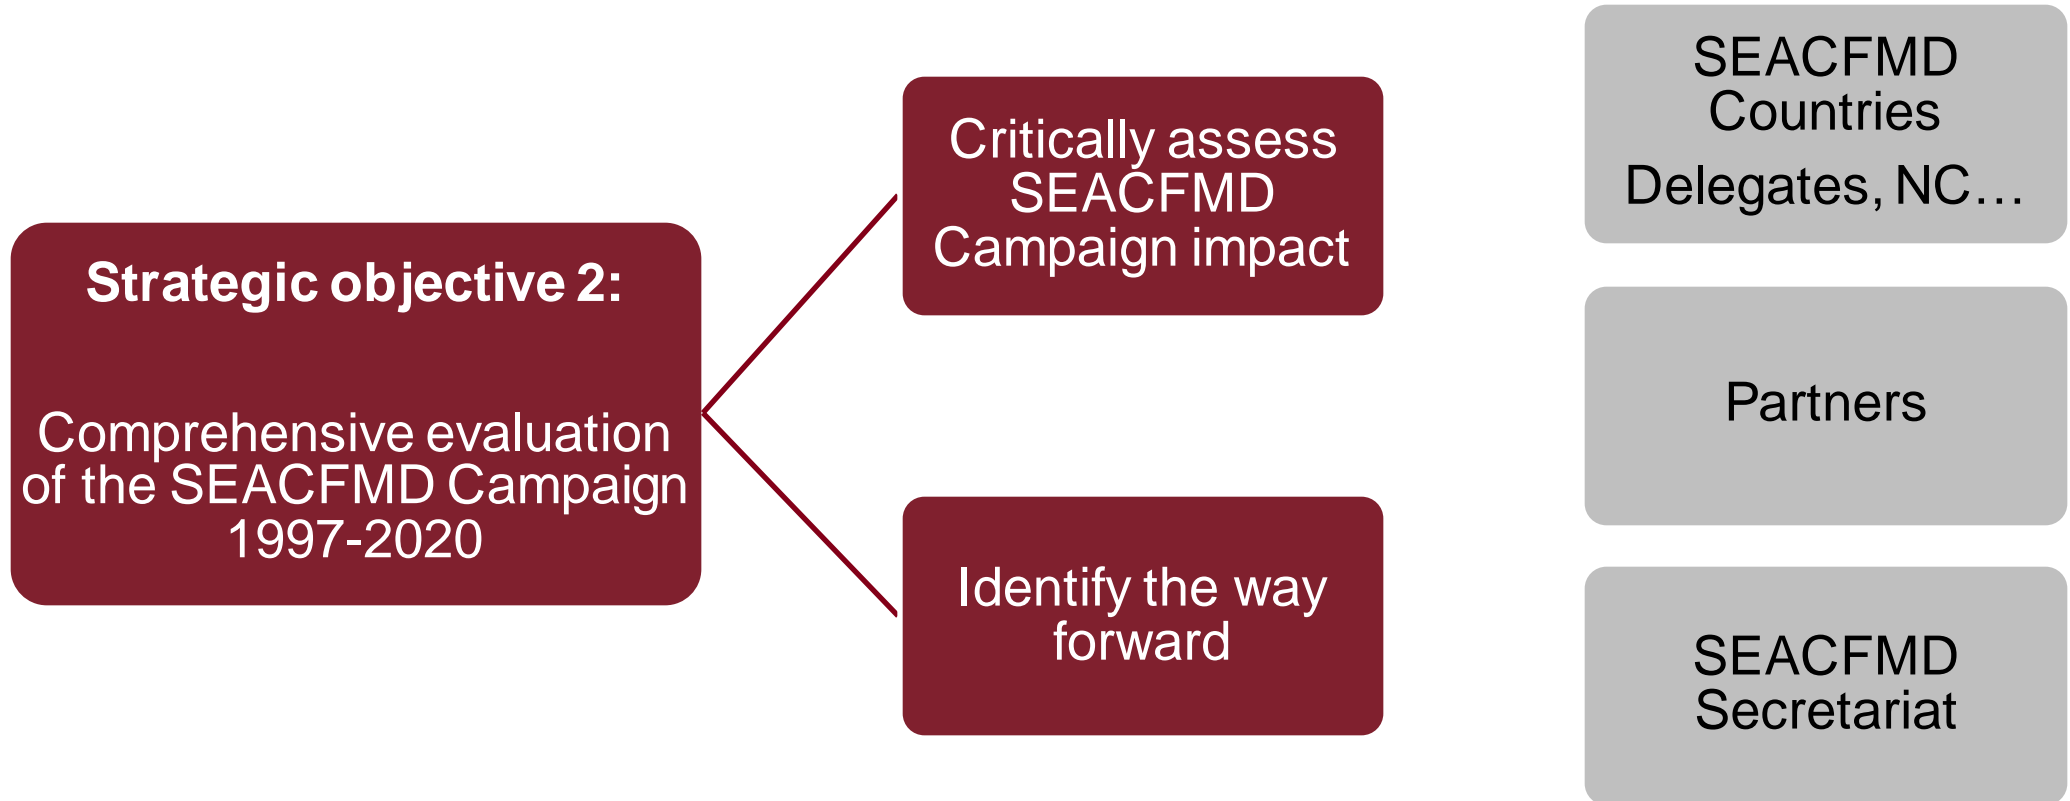 Strategic objective 2:
Comprehensive evaluation
of the SEACFMD Campaign
1997-2020
Critically assess
SEACFMD
Campaign impact
Identify the way
forward
SEACFMD
Countries
Delegates, NC…
Partners
SEACFMD
Secretariat